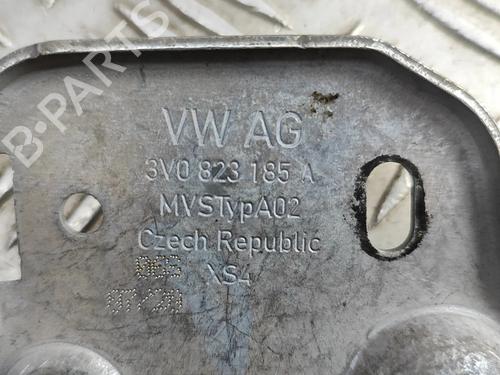 VW AG
3V0 823 185 A
MVSTypA02
Czech Republic
XS4
B-PARTS